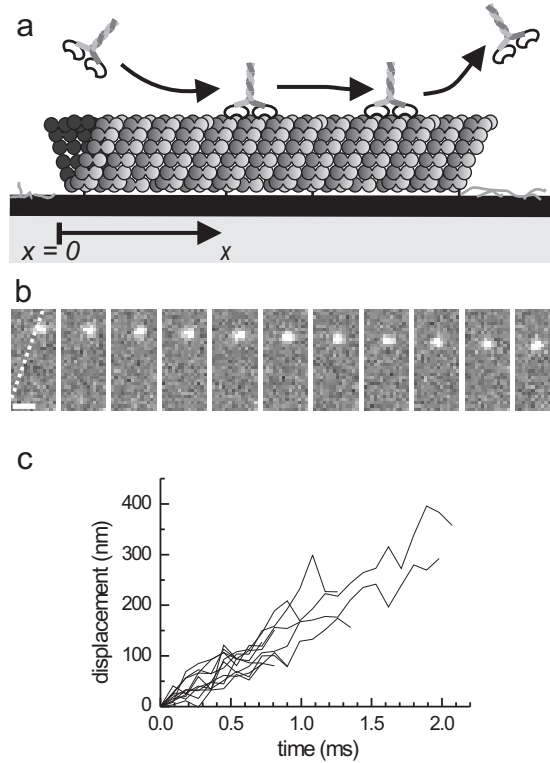 a
x = 0
x
b
c
displacement (nm)
400
300
200
100
0
0.0
0.5
1.0
1.5
2.0
time (ms)